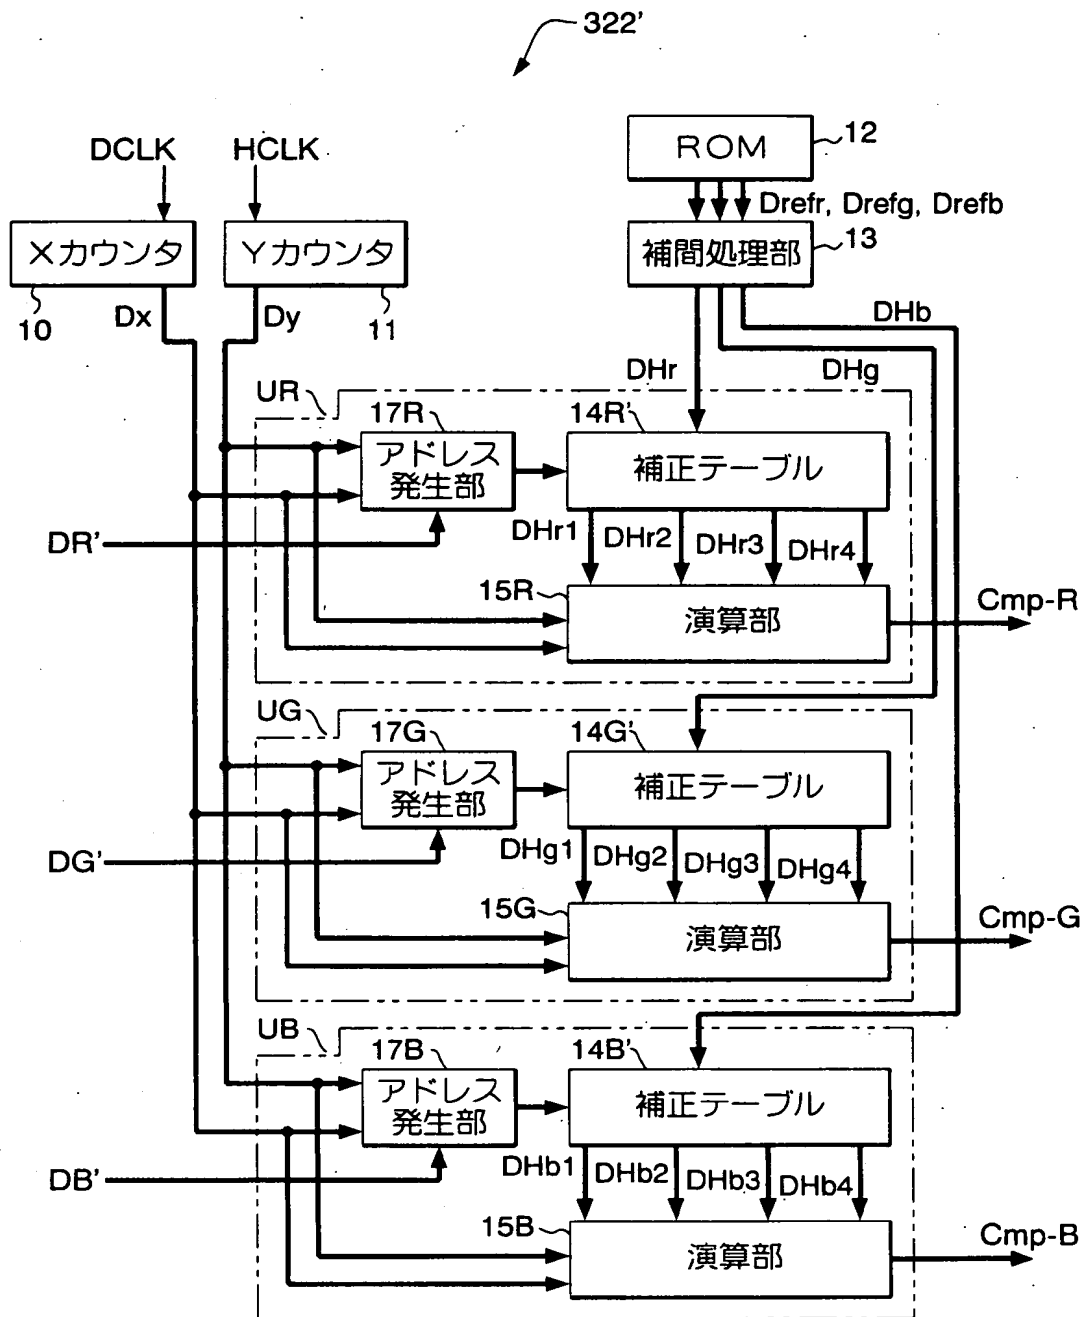 322'
DCLK
HCLK
ROM
12
Drefr, Drefg, Drefb
Xカウンタ
Yカウンタ
補間処理部
13
10
Dx
Dy
11
DHb
DHr
DHg
UR
17R
14R'
アドレス
発生部
補正テーブル
DR'
DHr1
DHr2
DHr3
DHr4
15R
演算部
Cmp-R
UG
17G
14G'
アドレス
発生部
補正テーブル
DG'
DHg1
DHg2
DHg3
DHg4
15G
演算部
Cmp-G
UB
17B
14B'
アドレス
発生部
補正テーブル
DB'
DHb1
DHb2
DHb3
DHb4
15B
演算部
Cmp-B